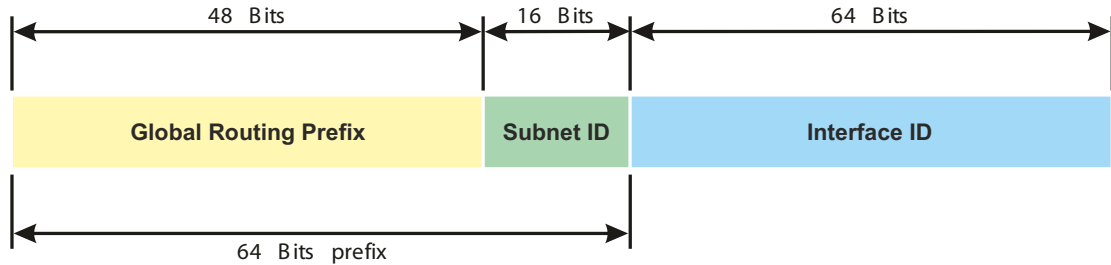 48 Bits
16 Bits
64 Bits
Global Routing Prefix
Subnet ID
Interface ID
64 Bits prefix